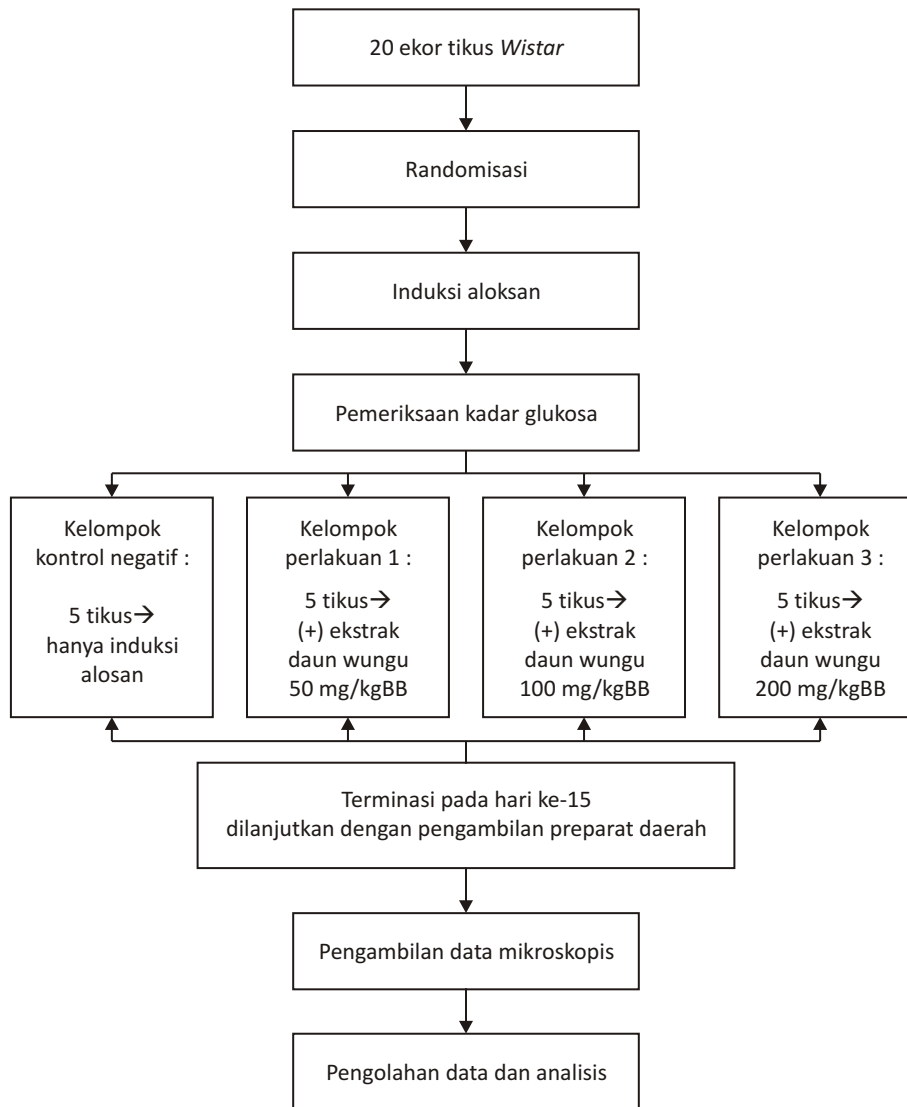 20 ekor tikus Wistar
Randomisasi
Induksi aloksan
Pemeriksaan kadar glukosa
Kelompok
kontrol negatif :
5 tikus→
hanya induksi
alosan
Kelompok
perlakuan 1 :
5 tikus→
(+) ekstrak
daun wungu
50 mg/kgBB
Kelompok
perlakuan 2 :
5 tikus→
(+) ekstrak
daun wungu
100 mg/kgBB
Kelompok
perlakuan 3 :
5 tikus→
(+) ekstrak
daun wungu
200 mg/kgBB
Terminasi pada hari ke-15
dilanjutkan dengan pengambilan preparat daerah
Pengambilan data mikroskopis
Pengolahan data dan analisis